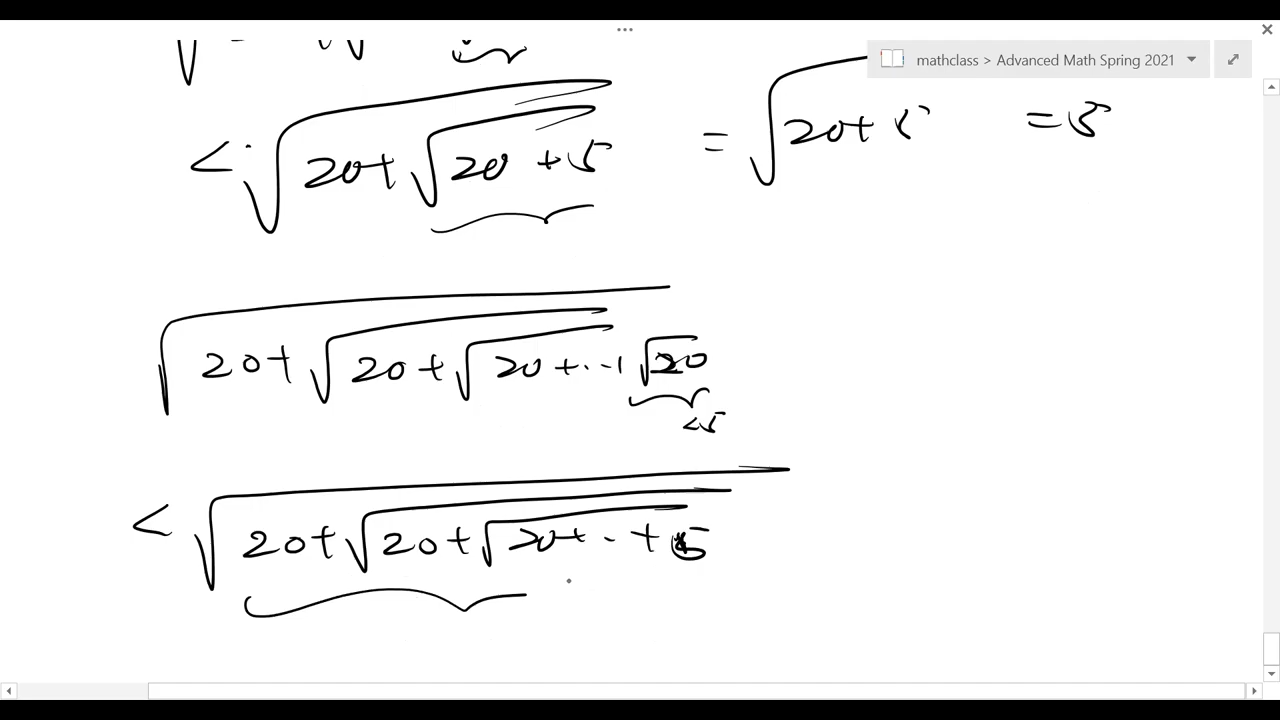 mathclass > Advanced Math Spring 2021
< √(20+√(20+5)) = √(20+5) = 5
√(20+√(20+√(20+...+√20
<5
< √(20+√(20+√(20+..+5